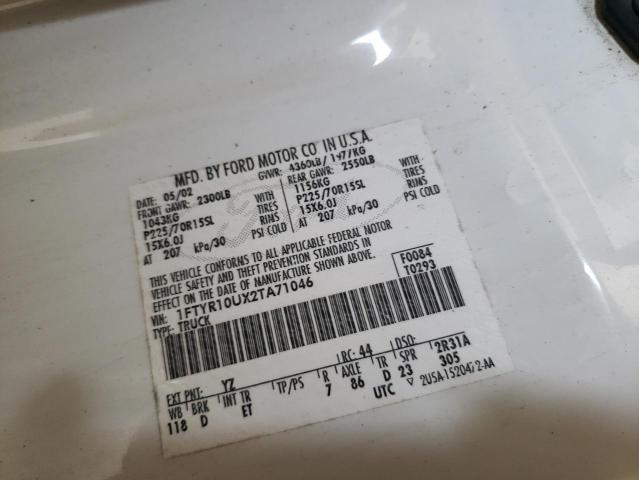 MFD. BY FORD MOTOR CO. IN U.S.A.
DATE: 05/02 GVWR: 4360LB/1977KG
FRONT GAWR: 2300LB REAR GAWR: 2550LB
1043KG WITH 1156KG WITH
P225/70R15SL TIRES P225/70R15SL TIRES
15X6.0J RIMS 15X6.0J RIMS
AT 207 kPa/30 PSI COLD AT 207 kPa/30 PSI COLD
THIS VEHICLE CONFORMS TO ALL APPLICABLE FEDERAL MOTOR
VEHICLE SAFETY AND THEFT PREVENTION STANDARDS IN
EFFECT ON THE DATE OF MANUFACTURE SHOWN ABOVE.
VIN: 1FTYR10UX2TA71046 F0084
TYPE: TRUCK T0293
EXT PNT: YZ RC: 44 DSO:
WB BRK INT TR TP/PS R AXLE TR SPR 2R31A
118 D ET 7 86 D 23 305
UTC ▽ 2U5A-1520472-AA